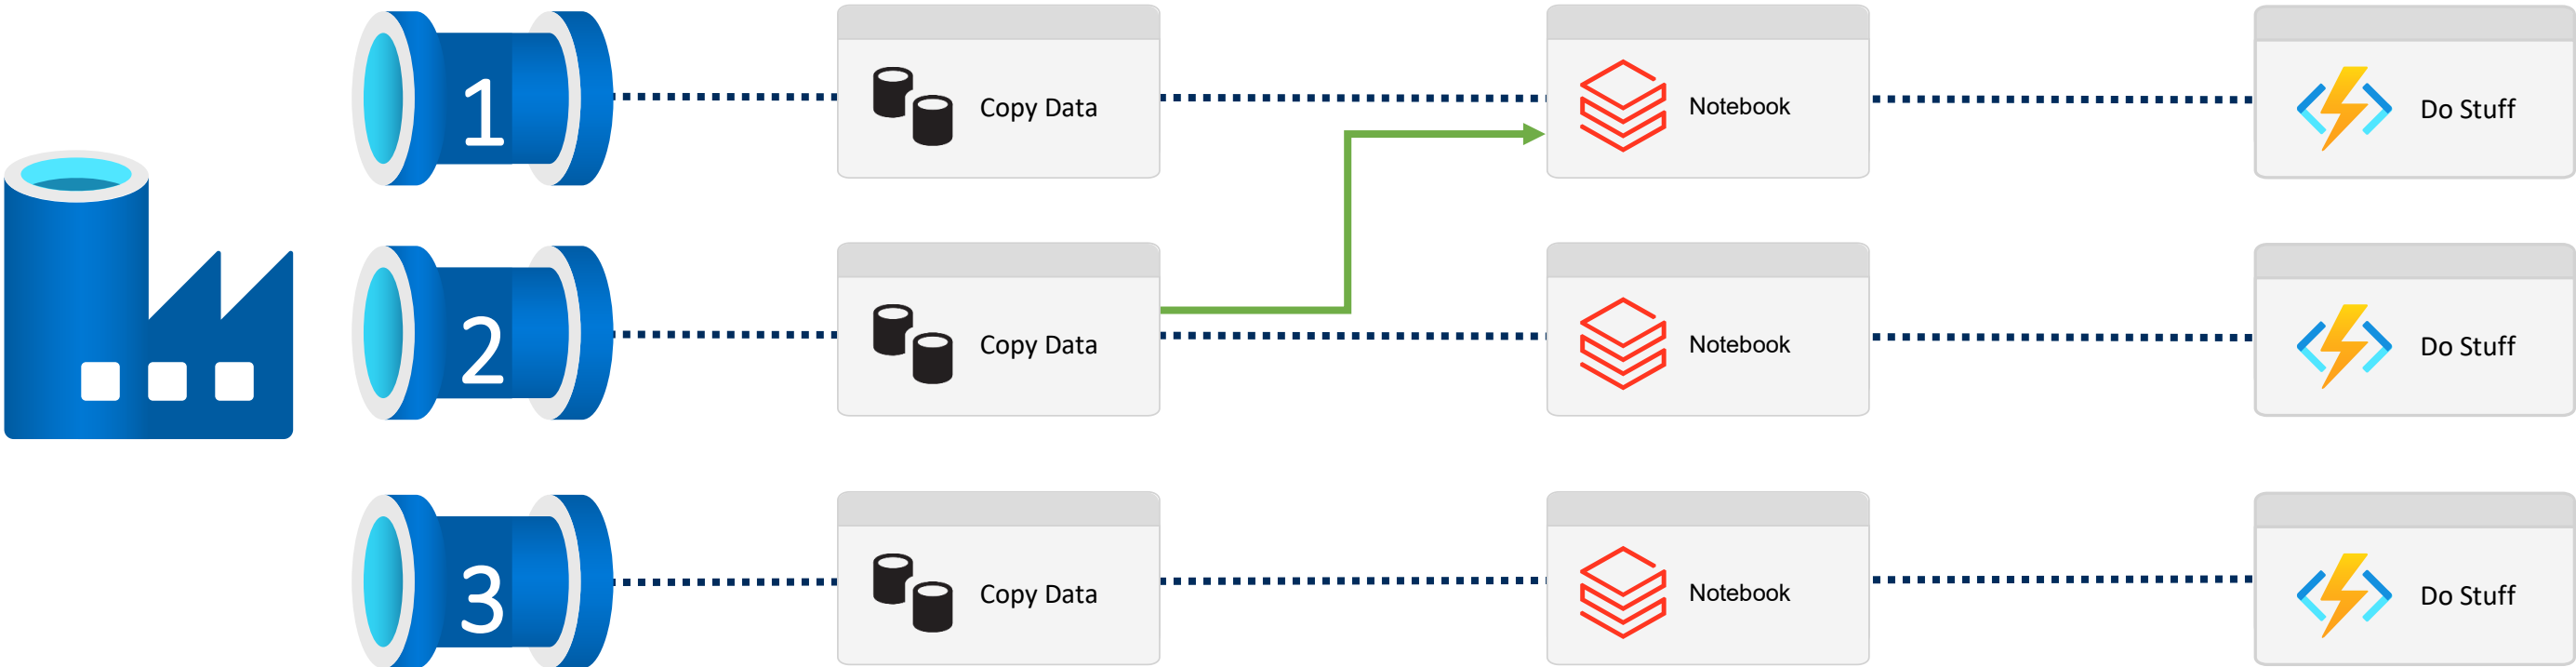 1
Copy Data
Notebook
Do Stuff
2
Copy Data
Notebook
Do Stuff
3
Copy Data
Notebook
Do Stuff